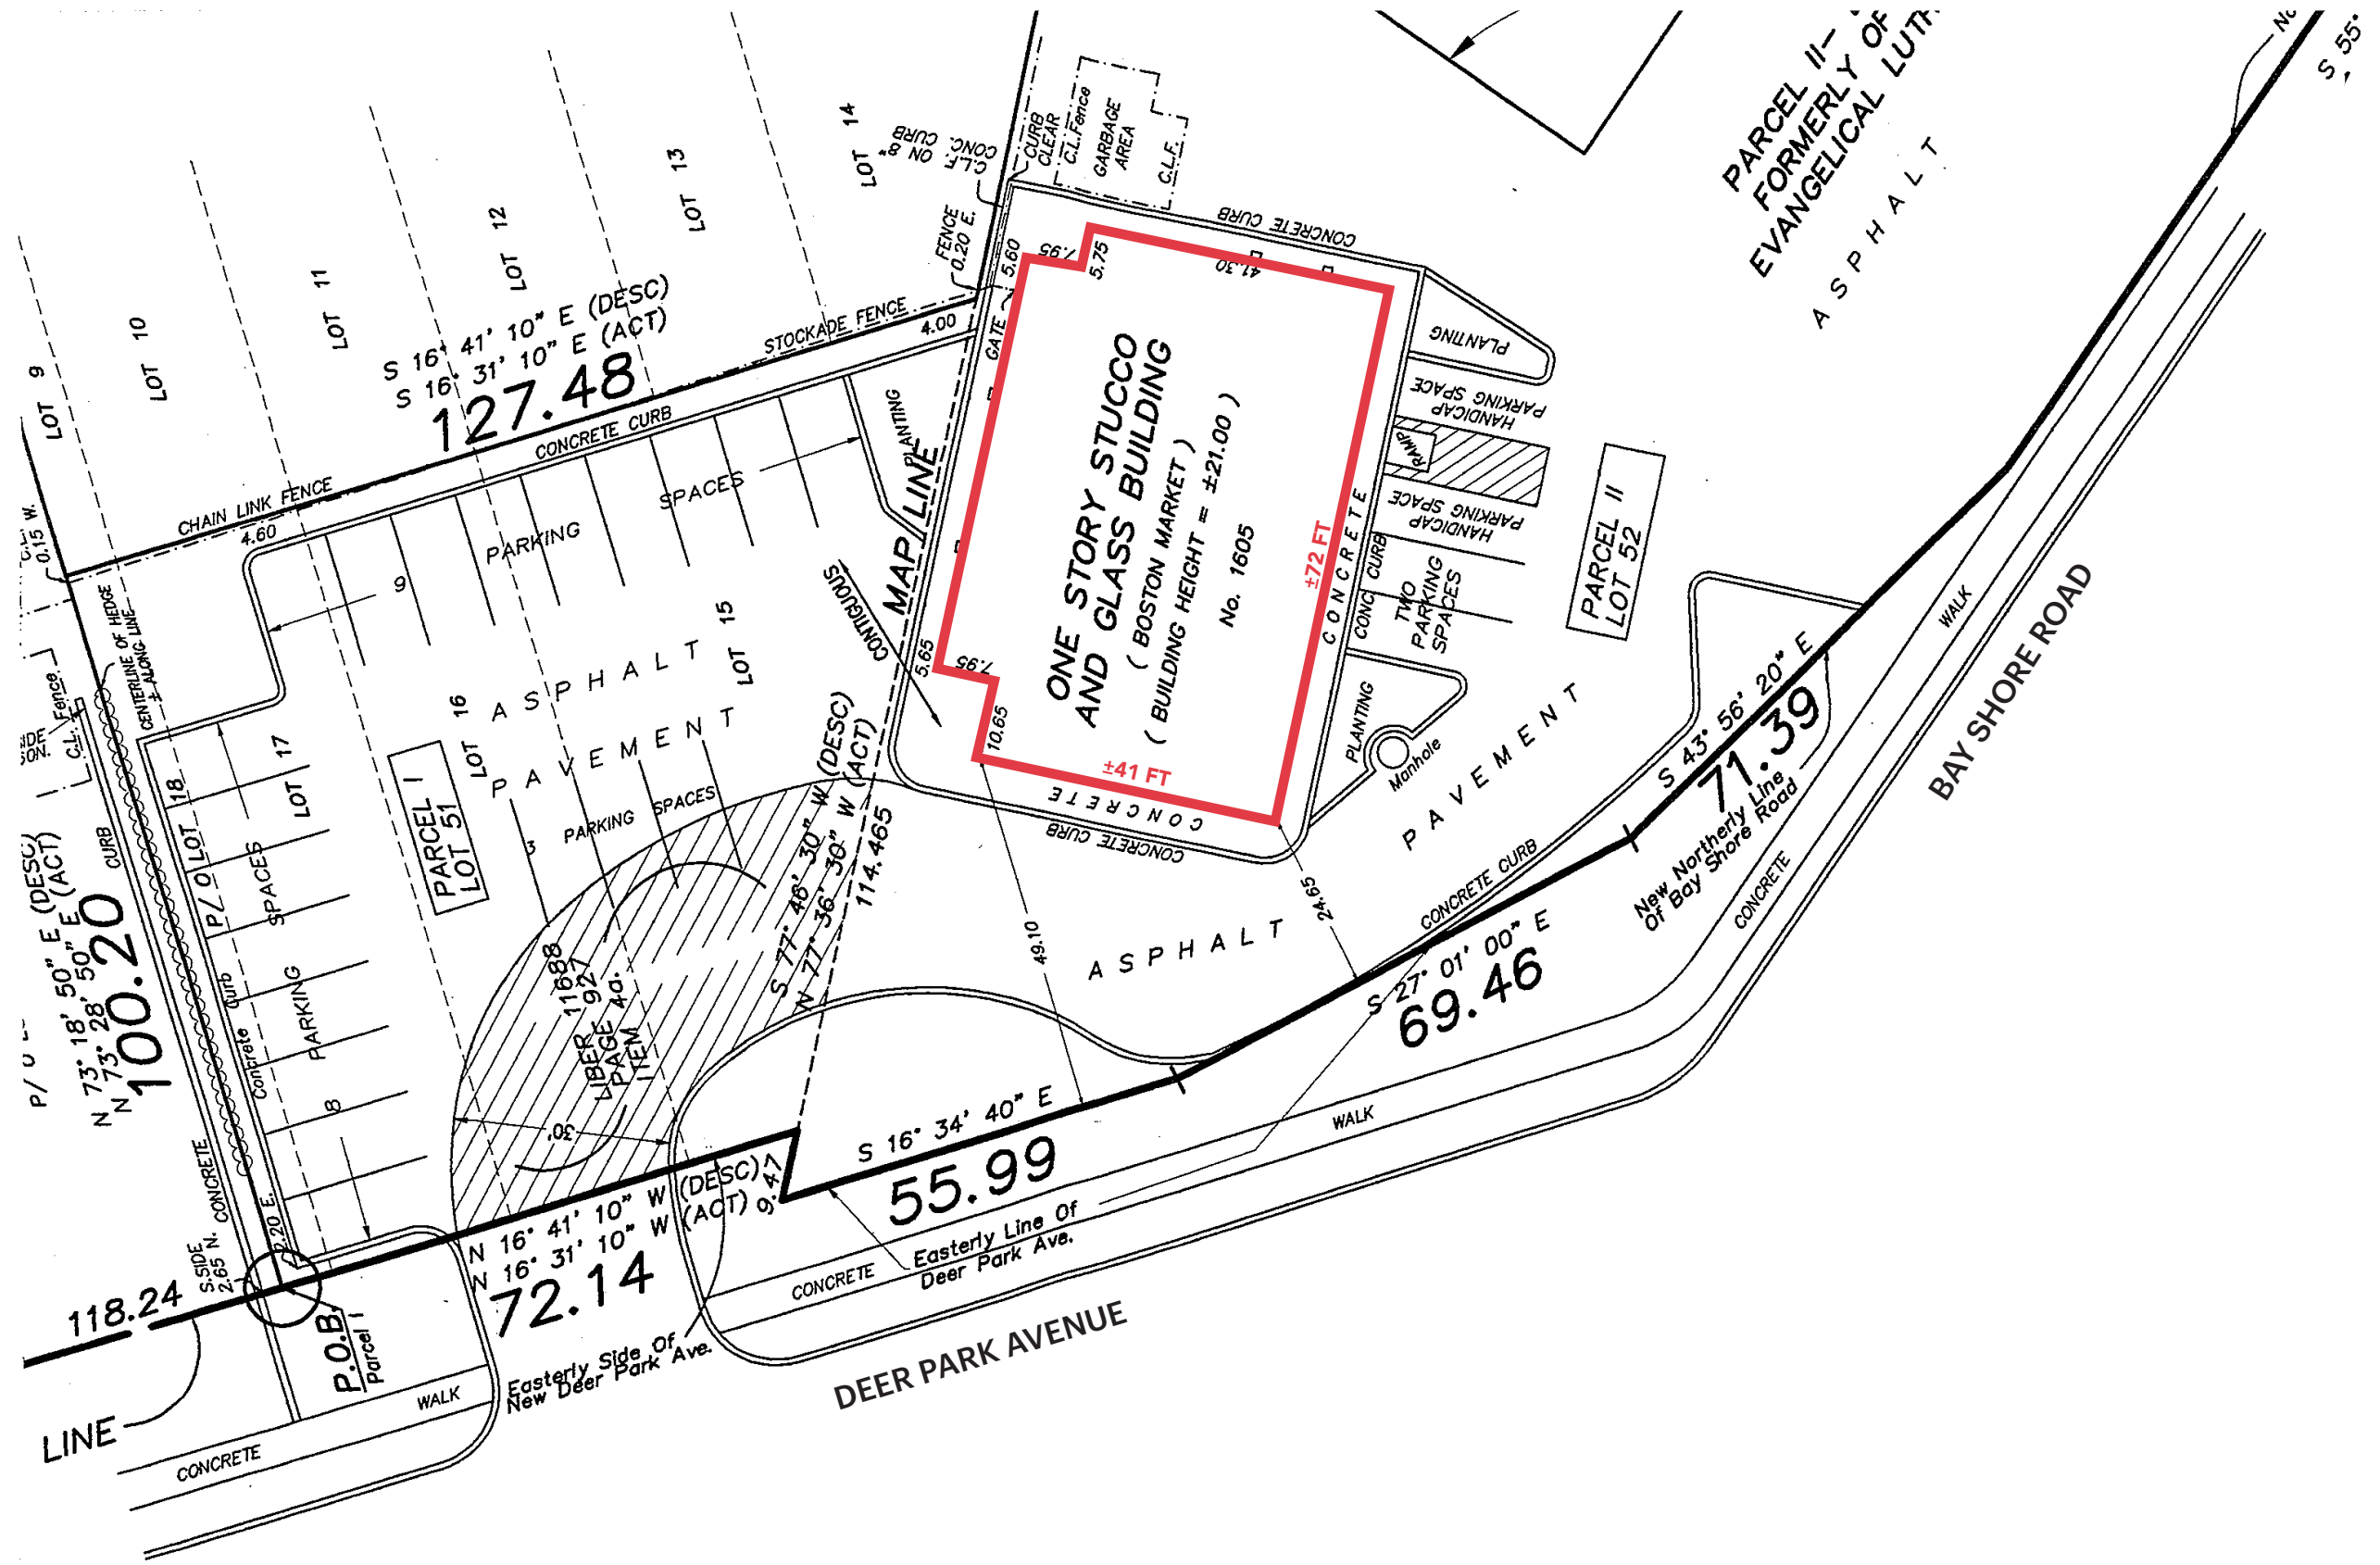 PARCEL II-
FORMERLY OF
EVANGELICAL LUTH
ASPHALT
S 55°
LOT 9
LOT 10
LOT 11
LOT 12
LOT 13
LOT 14
C.L.F. ON 8"
CONC. CURB
CURB
CLEAR
C.L.Fence
GARBAGE
AREA
C.L.F.
CONCRETE CURB
FENCE
0.20 E.
5.60
7.95
5.75
41.30
GATE
S 16° 41' 10" E (DESC)
S 16° 31' 10" E (ACT)
127.48
STOCKADE FENCE
4.00
CONCRETE CURB
CHAIN LINK FENCE
4.60
0.15 W.
PLANTING
MAP LINE
CONTIGUOUS
9
PARKING
SPACES
ONE STORY STUCCO
AND GLASS BUILDING
( BOSTON MARKET )
( BUILDING HEIGHT = ±21.00 )
No. 1605
±72 FT
±41 FT
5.65
7.95
10.65
CONCRETE
CONC. CURB
CONCRETE
CONCRETE CURB
PLANTING
HANDICAP
PARKING SPACE
RAMP
HANDICAP
PARKING SPACE
TWO
PARKING
SPACES
PLANTING
Manhole
PARCEL II
LOT 52
PAVEMENT
ASPHALT
CENTERLINE OF HEDGE
± ALONG LINE
C.L. Fence
LOT 15
LOT 16
LOT 17
P/O LOT 18
ASPHALT
PAVEMENT
PARCEL I
LOT 51
3 PARKING SPACES
8
PARKING
SPACES
Concrete Curb
CURB
N 73° 18' 50" E (DESC)
N 73° 28' 50" E (ACT)
100.20
S 77° 46' 30" W (DESC)
N 77° 36' 30" W (ACT)
114.465
LIBER 11688
PAGE 927
ITEM 4a.
30'
49.10
24.65
CONCRETE CURB
S 43° 56' 20" E
71.39
New Northerly Line
Of Bay Shore Road
S 27° 01' 00" E
69.46
S 16° 34' 40" E
55.99
9.47
N 16° 41' 10" W (DESC)
N 16° 31' 10" W (ACT)
72.14
Easterly Side Of
New Deer Park Ave.
Easterly Line Of
Deer Park Ave.
WALK
CONCRETE
WALK
CONCRETE
BAY SHORE ROAD
DEER PARK AVENUE
S.SIDE
2.65 N.
CONCRETE
2.20 E.
118.24
P.O.B.
Parcel I
LINE
WALK
CONCRETE